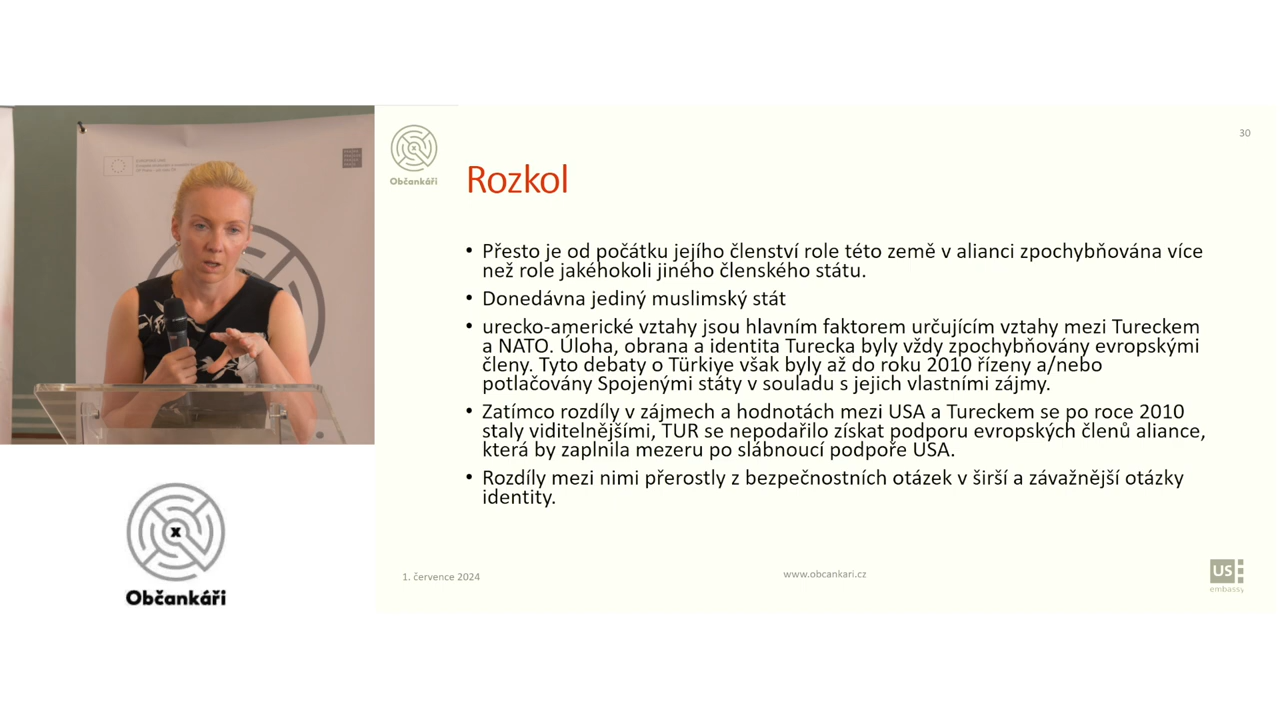 Občankáři
30
Rozkol
• Přesto je od počátku jejího členství role této země v alianci zpochybňována více
než role jakéhokoli jiného členského státu.
• Donedávna jediný muslimský stát
• urecko-americké vztahy jsou hlavním faktorem určujícím vztahy mezi Tureckem
a NATO. Úloha, obrana a identita Turecka byly vždy zpochybňovány evropskými
členy. Tyto debaty o Türkiye však byly až do roku 2010 řízeny a/nebo
potlačovány Spojenými státy v souladu s jejich vlastními zájmy.
• Zatímco rozdíly v zájmech a hodnotách mezi USA a Tureckem se po roce 2010
staly viditelnějšími, TUR se nepodařilo získat podporu evropských členů aliance,
která by zaplnila mezeru po slábnoucí podpoře USA.
• Rozdíly mezi nimi přerostly z bezpečnostních otázek v širší a závažnější otázky
identity.
1. července 2024
www.obcankari.cz
US
embassy
x
Občankáři